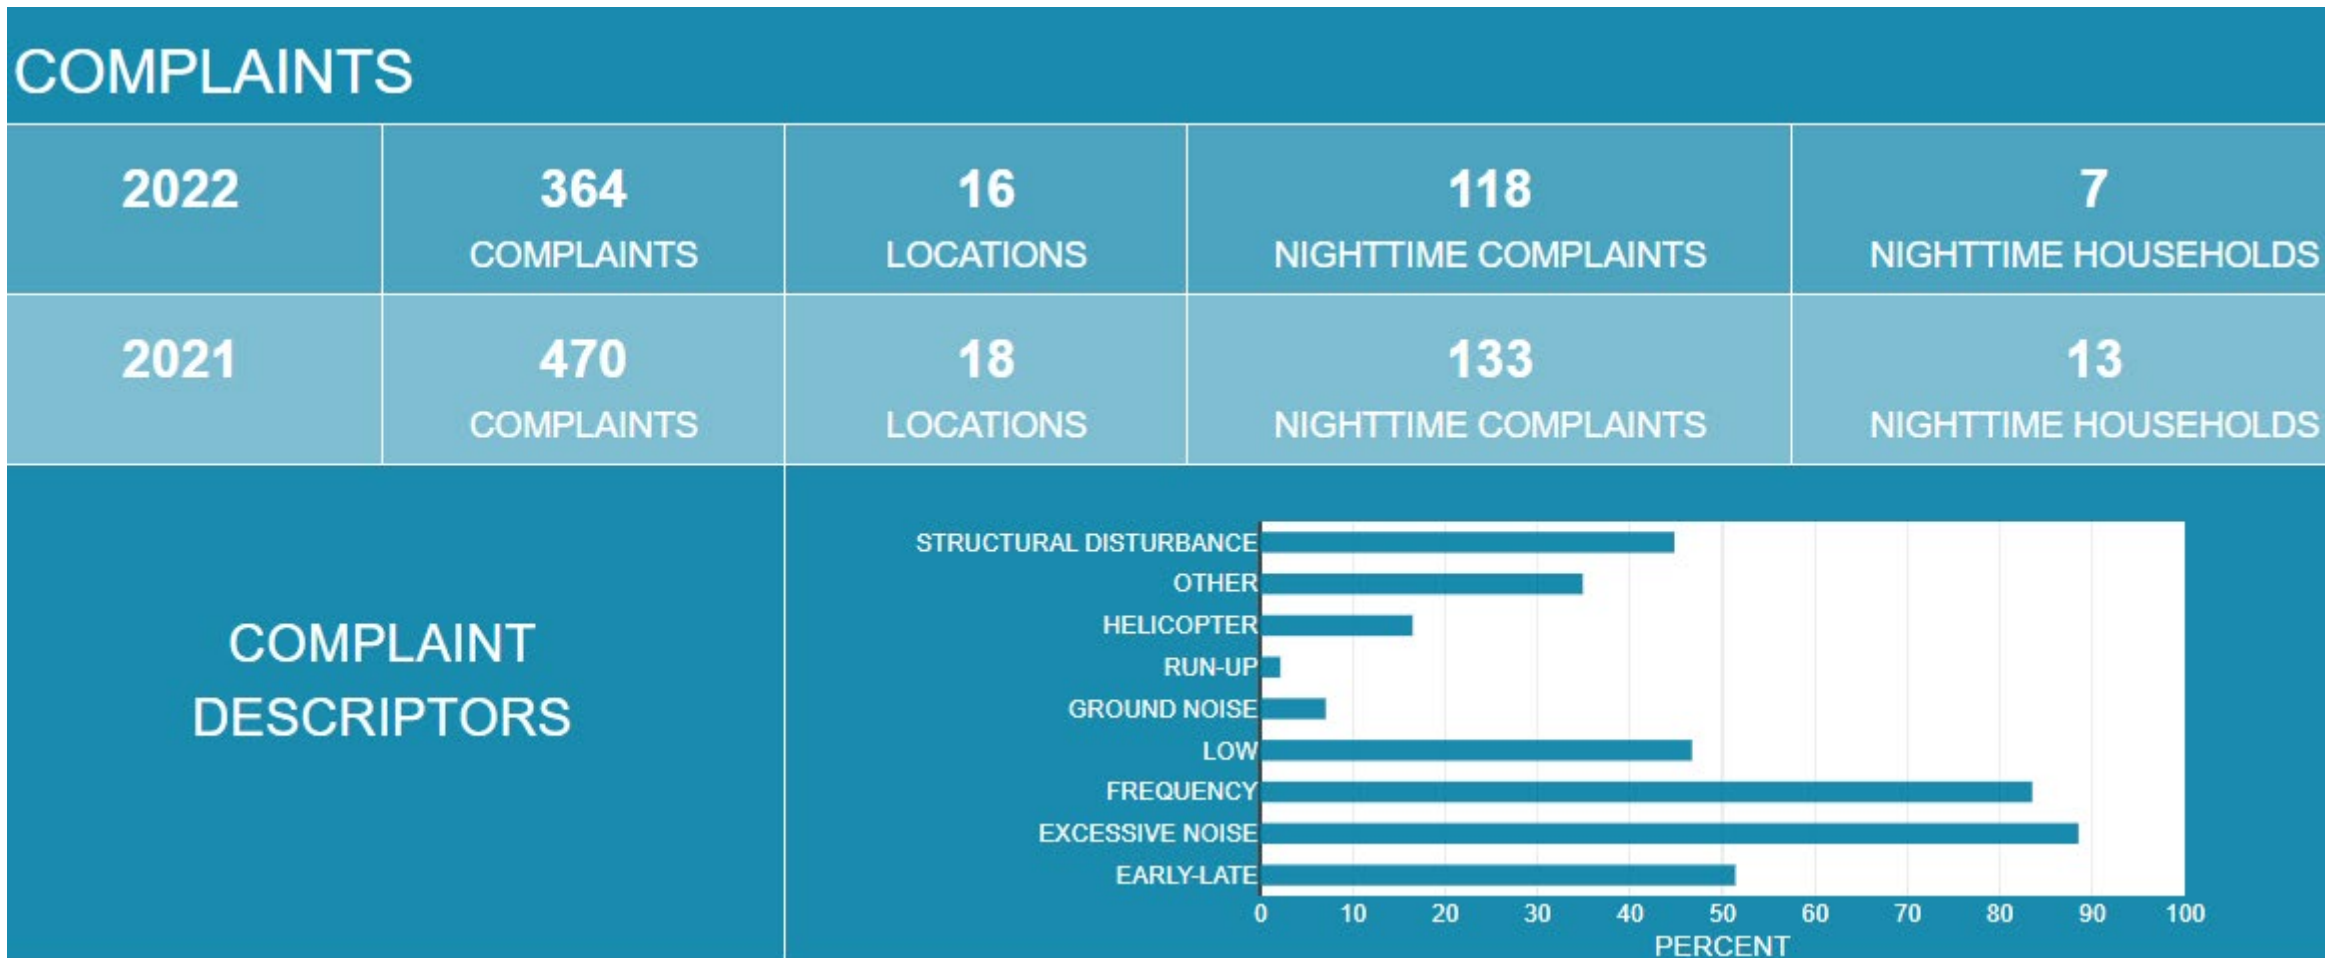 COMPLAINTS
2022
364
COMPLAINTS
16
LOCATIONS
118
NIGHTTIME COMPLAINTS
7
NIGHTTIME HOUSEHOLDS
2021
470
COMPLAINTS
18
LOCATIONS
133
NIGHTTIME COMPLAINTS
13
NIGHTTIME HOUSEHOLDS
COMPLAINT
DESCRIPTORS
STRUCTURAL DISTURBANCE
OTHER
HELICOPTER
RUN-UP
GROUND NOISE
LOW
FREQUENCY
EXCESSIVE NOISE
EARLY-LATE
0 10 20 30 40 50 60 70 80 90 100
PERCENT